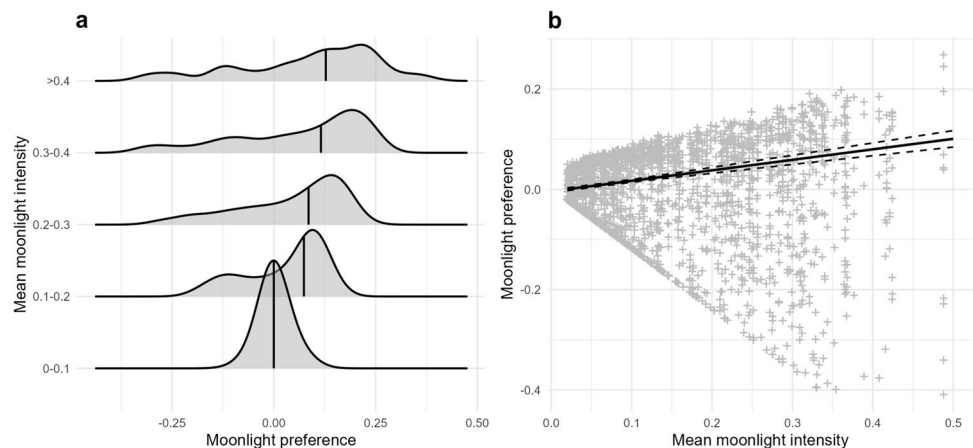 a
Mean moonlight intensity
>0.4
0.3-0.4
0.2-0.3
0.1-0.2
0-0.1
-0.25 0.00 0.25 0.50
Moonlight preference
b
Moonlight preference
0.2
0.0
-0.2
-0.4
0.0 0.1 0.2 0.3 0.4 0.5
Mean moonlight intensity